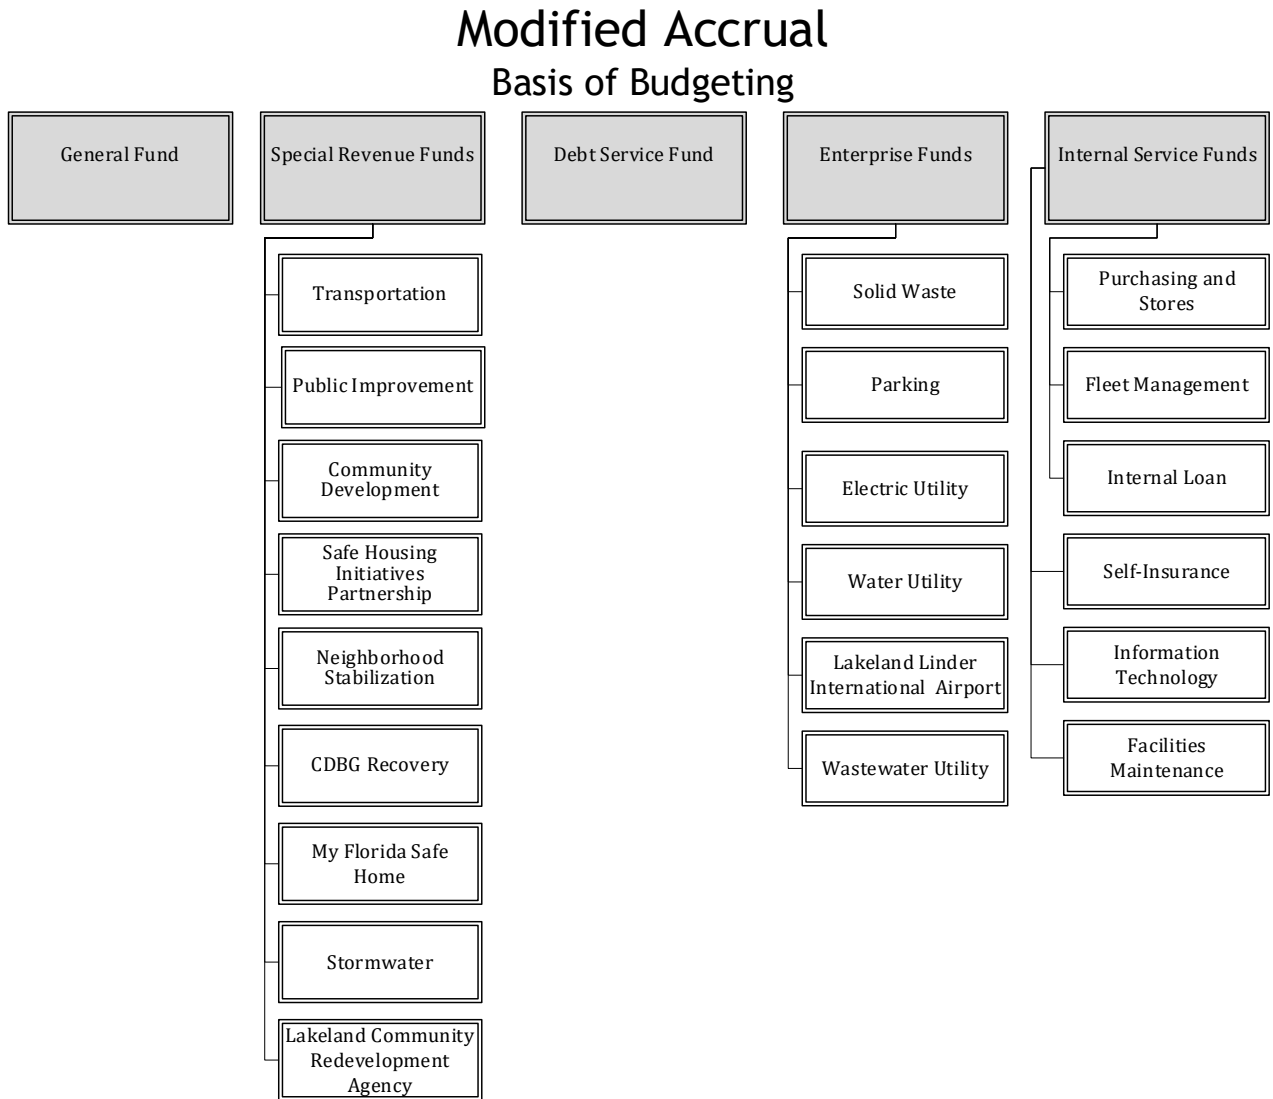 Modified Accrual
Basis of Budgeting
General Fund
Special Revenue Funds
Debt Service Fund
Enterprise Funds
Internal Service Funds
Transportation
Public Improvement
Community
Development
Safe Housing
Initiatives
Partnership
Neighborhood
Stabilization
CDBG Recovery
My Florida Safe
Home
Stormwater
Lakeland Community
Redevelopment
Agency
Solid Waste
Parking
Electric Utility
Water Utility
Lakeland Linder
International Airport
Wastewater Utility
Purchasing and
Stores
Fleet Management
Internal Loan
Self-Insurance
Information
Technology
Facilities
Maintenance